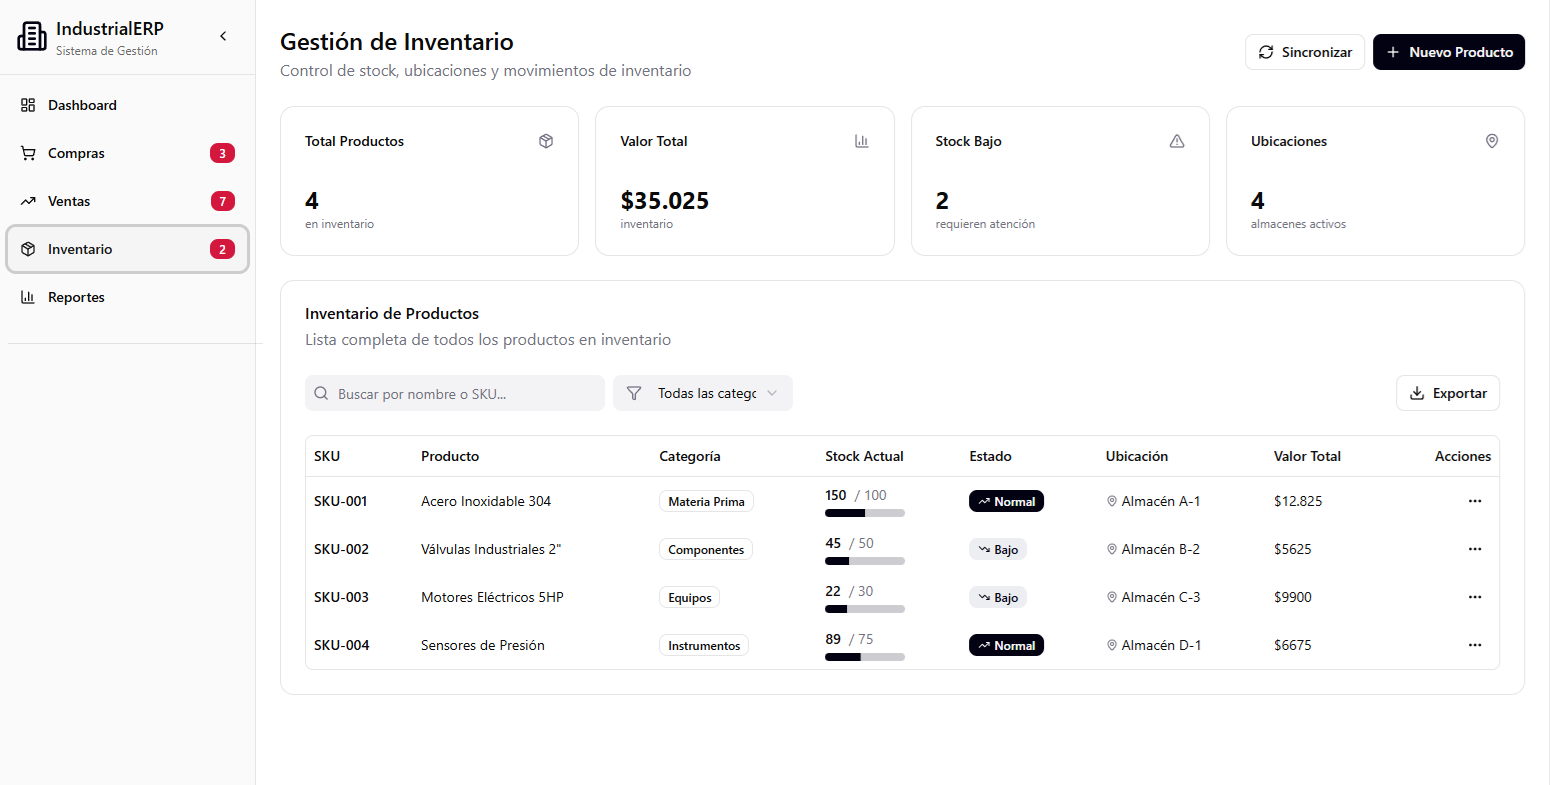 IndustrialERP
Sistema de Gestión
Dashboard
Compras 3
Ventas 7
Inventario 2
Reportes
Gestión de Inventario
Control de stock, ubicaciones y movimientos de inventario
Sincronizar
Nuevo Producto
Total Productos
4
en inventario
Valor Total
$35.025
inventario
Stock Bajo
2
requieren atención
Ubicaciones
4
almacenes activos
Inventario de Productos
Lista completa de todos los productos en inventario
Buscar por nombre o SKU...
Todas las categc
Exportar
SKU Producto Categoría Stock Actual Estado Ubicación Valor Total Acciones
SKU-001 Acero Inoxidable 304 Materia Prima 150 / 100 Normal Almacén A-1 $12.825 ...
SKU-002 Válvulas Industriales 2" Componentes 45 / 50 Bajo Almacén B-2 $5625 ...
SKU-003 Motores Eléctricos 5HP Equipos 22 / 30 Bajo Almacén C-3 $9900 ...
SKU-004 Sensores de Presión Instrumentos 89 / 75 Normal Almacén D-1 $6675 ...